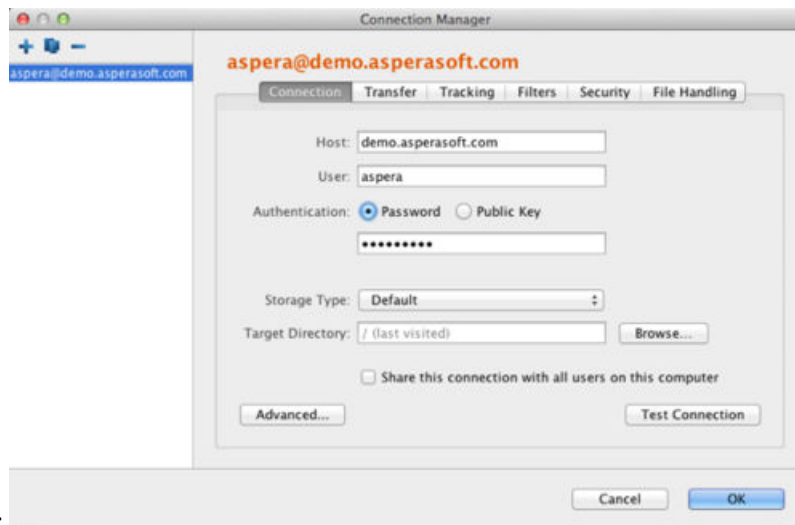 Connection Manager
aspera@demo.asperasoft.com
aspera@demo.asperasoft.com
Connection Transfer Tracking Filters Security File Handling
Host: demo.asperasoft.com
User: aspera
Authentication: Password Public Key
•••••••••
Storage Type: Default
Target Directory: / (last visited) Browse...
Share this connection with all users on this computer
Advanced... Test Connection
Cancel OK